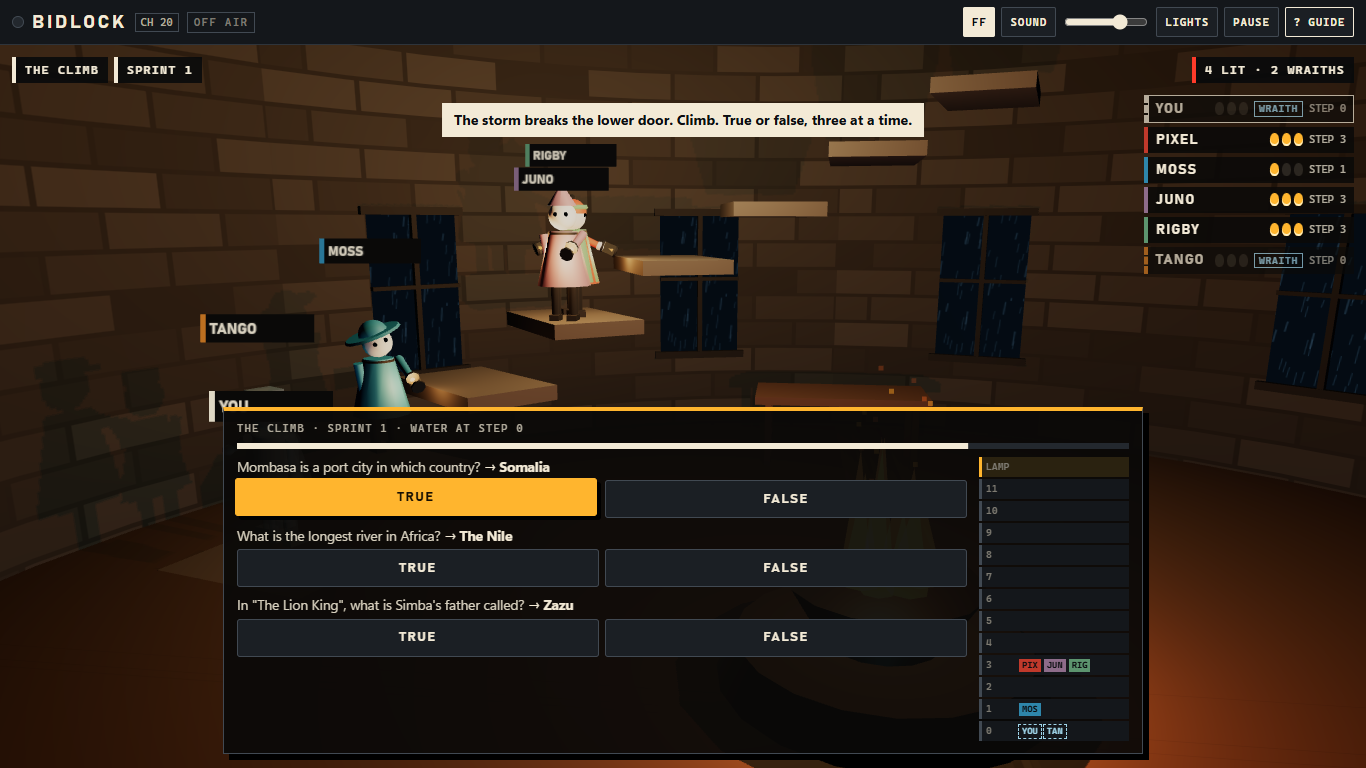 BIDLOCK CH 20 OFF AIR FF SOUND LIGHTS PAUSE ? GUIDE
THE CLIMB SPRINT 1
4 LIT · 2 WRAITHS
The storm breaks the lower door. Climb. True or false, three at a time.
YOU WRAITH STEP 0
PIXEL STEP 3
MOSS STEP 1
JUNO STEP 3
RIGBY STEP 3
TANGO WRAITH STEP 0
RIGBY
JUNO
MOSS
TANGO
YOU
THE CLIMB · SPRINT 1 · WATER AT STEP 0
Mombasa is a port city in which country? → Somalia
TRUE FALSE
What is the longest river in Africa? → The Nile
TRUE FALSE
In "The Lion King", what is Simba's father called? → Zazu
TRUE FALSE
LAMP
11
10
9
8
7
6
5
4
3 PIX JUN RIG
2
1 MOS
0 YOU TAN